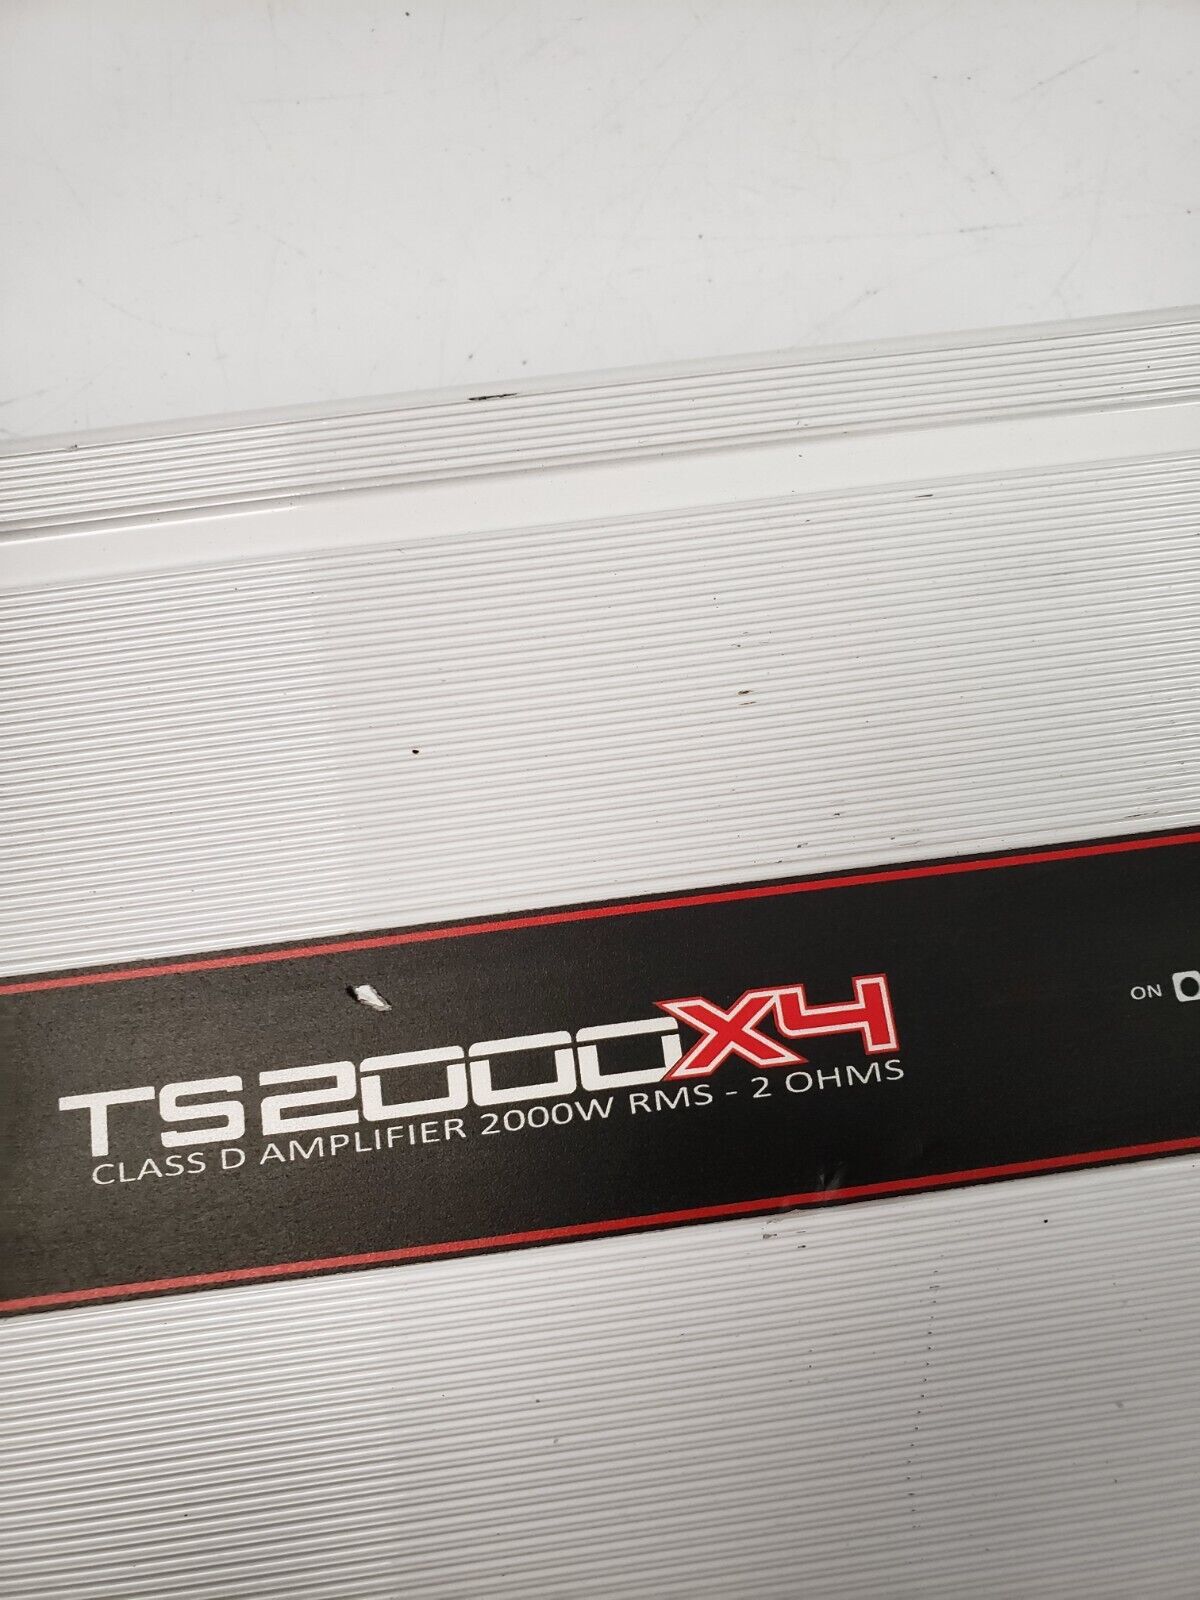 TS2000X4
CLASS D AMPLIFIER 2000W RMS - 2 OHMS
ON